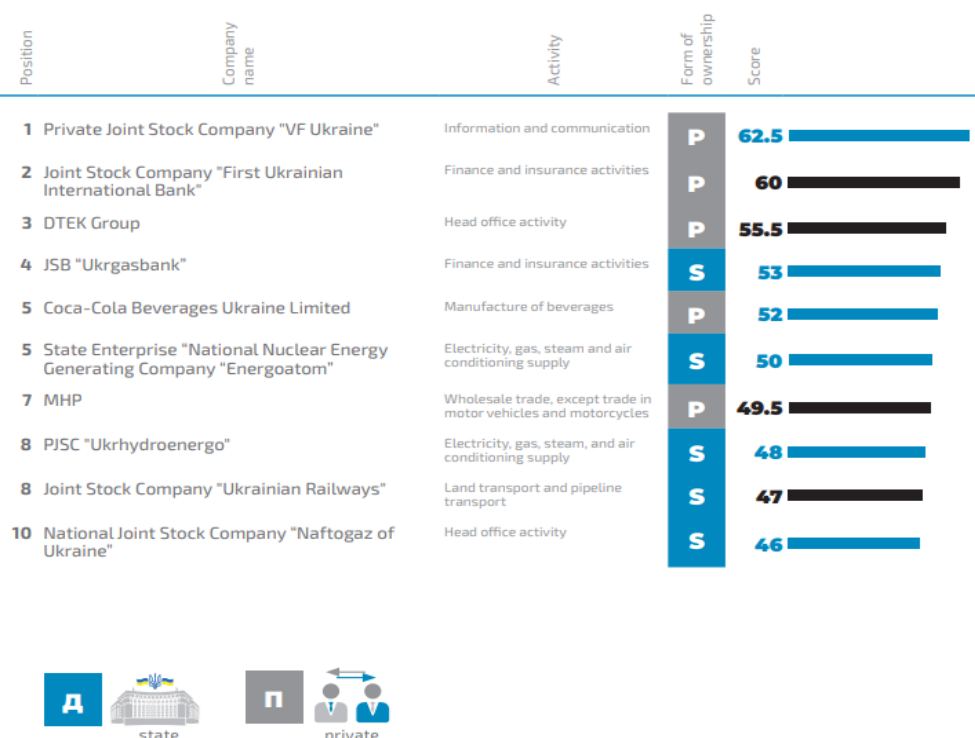 Position
Company
name
Activity
Form of
ownership
Score
1 Private Joint Stock Company "VF Ukraine" Information and communication P 62.5
2 Joint Stock Company "First Ukrainian
International Bank" Finance and insurance activities P 60
3 DTEK Group Head office activity P 55.5
4 JSB "Ukrgasbank" Finance and insurance activities S 53
5 Coca-Cola Beverages Ukraine Limited Manufacture of beverages P 52
5 State Enterprise "National Nuclear Energy
Generating Company "Energoatom" Electricity, gas, steam and air
conditioning supply S 50
7 MHP Wholesale trade, except trade in
motor vehicles and motorcycles P 49.5
8 PJSC "Ukrhydroenergo" Electricity, gas, steam, and air
conditioning supply S 48
8 Joint Stock Company "Ukrainian Railways" Land transport and pipeline
transport S 47
10 National Joint Stock Company "Naftogaz of
Ukraine" Head office activity S 46
Д state
П private